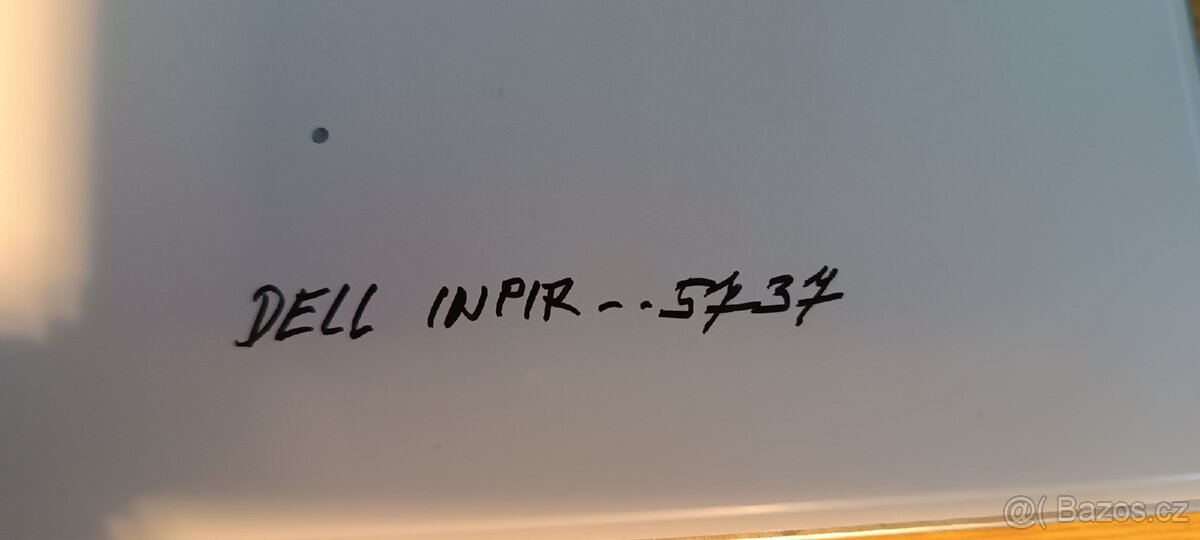 DELL INPIR--.5737
@( Bazos.cz